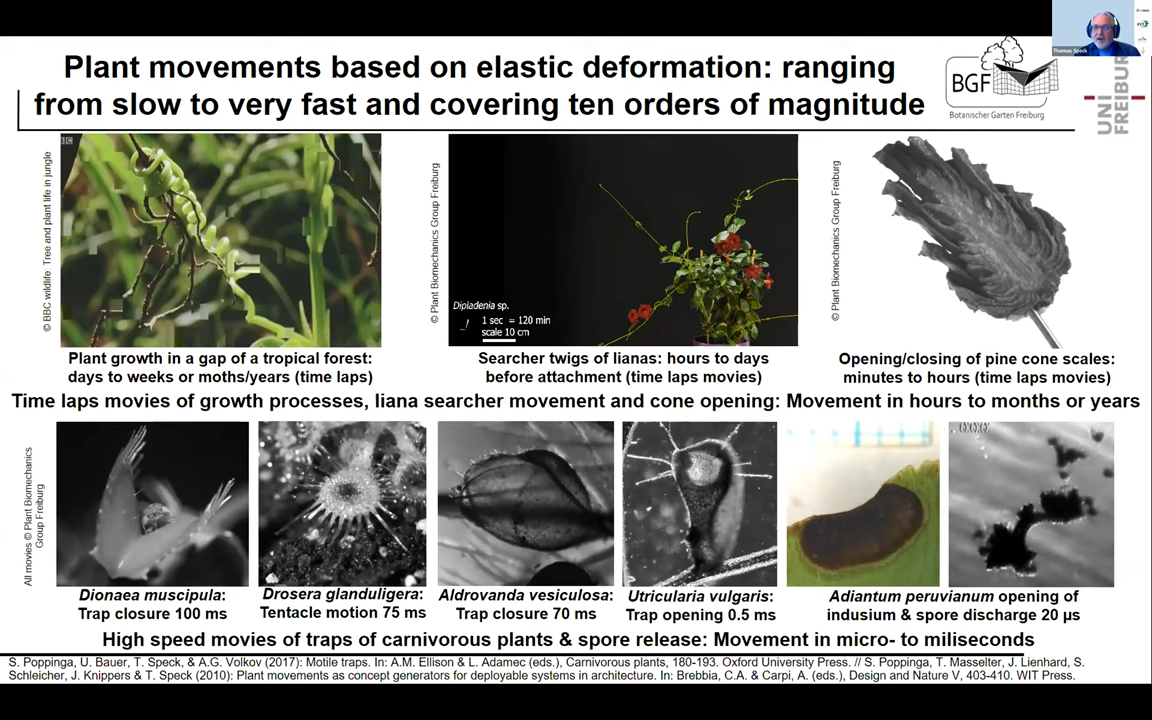 Thomas Speck
Plant movements based on elastic deformation: ranging
from slow to very fast and covering ten orders of magnitude
BGF
Botanischer Garten Freiburg
UNI
FREIBURG
© BBC wildlife: Tree and plant life in jungle
© Plant Biomechanics Group Freiburg
Dipladenia sp.
1 sec = 120 min
scale 10 cm
© Plant Biomechanics Group Freiburg
Plant growth in a gap of a tropical forest:
days to weeks or moths/years (time laps)
Searcher twigs of lianas: hours to days
before attachment (time laps movies)
Opening/closing of pine cone scales:
minutes to hours (time laps movies)
Time laps movies of growth processes, liana searcher movement and cone opening: Movement in hours to months or years
All movies © Plant Biomechanics
Group Freiburg
Dionaea muscipula:
Trap closure 100 ms
Drosera glanduligera:
Tentacle motion 75 ms
Aldrovanda vesiculosa:
Trap closure 70 ms
Utricularia vulgaris:
Trap opening 0.5 ms
Adiantum peruvianum opening of
indusium & spore discharge 20 µs
High speed movies of traps of carnivorous plants & spore release: Movement in micro- to miliseconds
S. Poppinga, U. Bauer, T. Speck, & A.G. Volkov (2017): Motile traps. In: A.M. Ellison & L. Adamec (eds.), Carnivorous plants, 180-193. Oxford University Press. // S. Poppinga, T. Masselter, J. Lienhard, S.
Schleicher, J. Knippers & T. Speck (2010): Plant movements as concept generators for deployable systems in architecture. In: Brebbia, C.A. & Carpi, A. (eds.), Design and Nature V, 403-410. WIT Press.